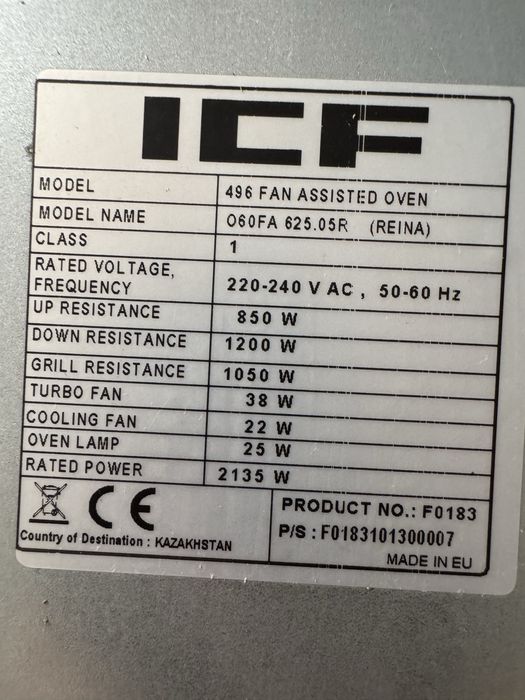 ICF
MODEL 496 FAN ASSISTED OVEN
MODEL NAME O60FA 625.05R (REINA)
CLASS 1
RATED VOLTAGE,
FREQUENCY 220-240 V AC , 50-60 Hz
UP RESISTANCE 850 W
DOWN RESISTANCE 1200 W
GRILL RESISTANCE 1050 W
TURBO FAN 38 W
COOLING FAN 22 W
OVEN LAMP 25 W
RATED POWER 2135 W
CE
Country of Destination : KAZAKHSTAN
PRODUCT NO.: F0183
P/S : F0183101300007
MADE IN EU